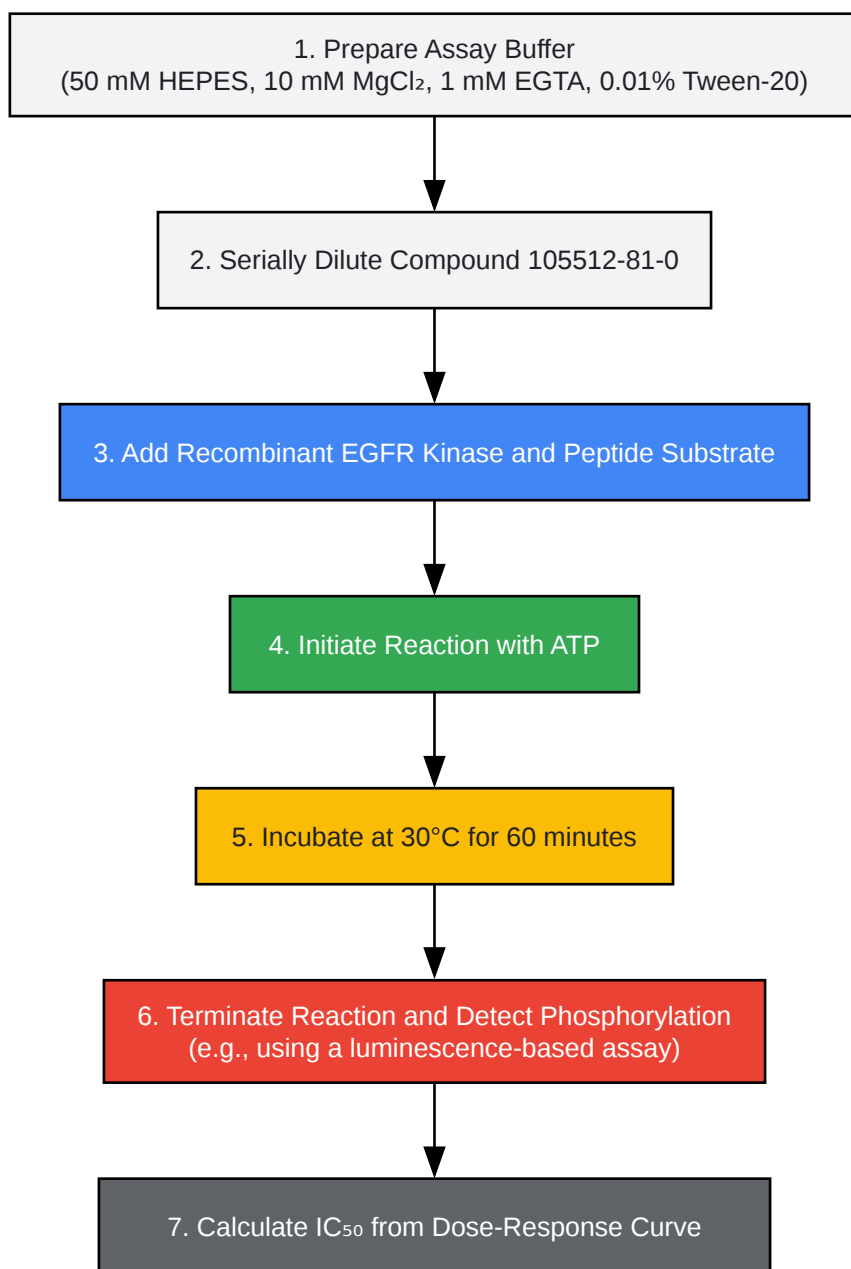 1. Prepare Assay Buffer
(50 mM HEPES, 10 mM MgCl₂, 1 mM EGTA, 0.01% Tween-20)
2. Serially Dilute Compound 105512-81-0
3. Add Recombinant EGFR Kinase and Peptide Substrate
4. Initiate Reaction with ATP
5. Incubate at 30°C for 60 minutes
6. Terminate Reaction and Detect Phosphorylation
(e.g., using a luminescence-based assay)
7. Calculate IC₅₀ from Dose-Response Curve